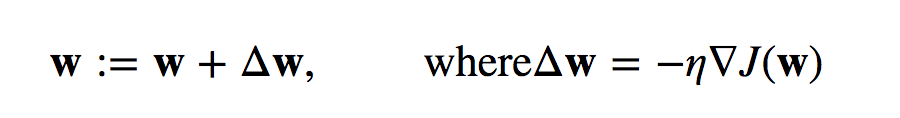 w := w + Δw, whereΔw = −η∇J(w)